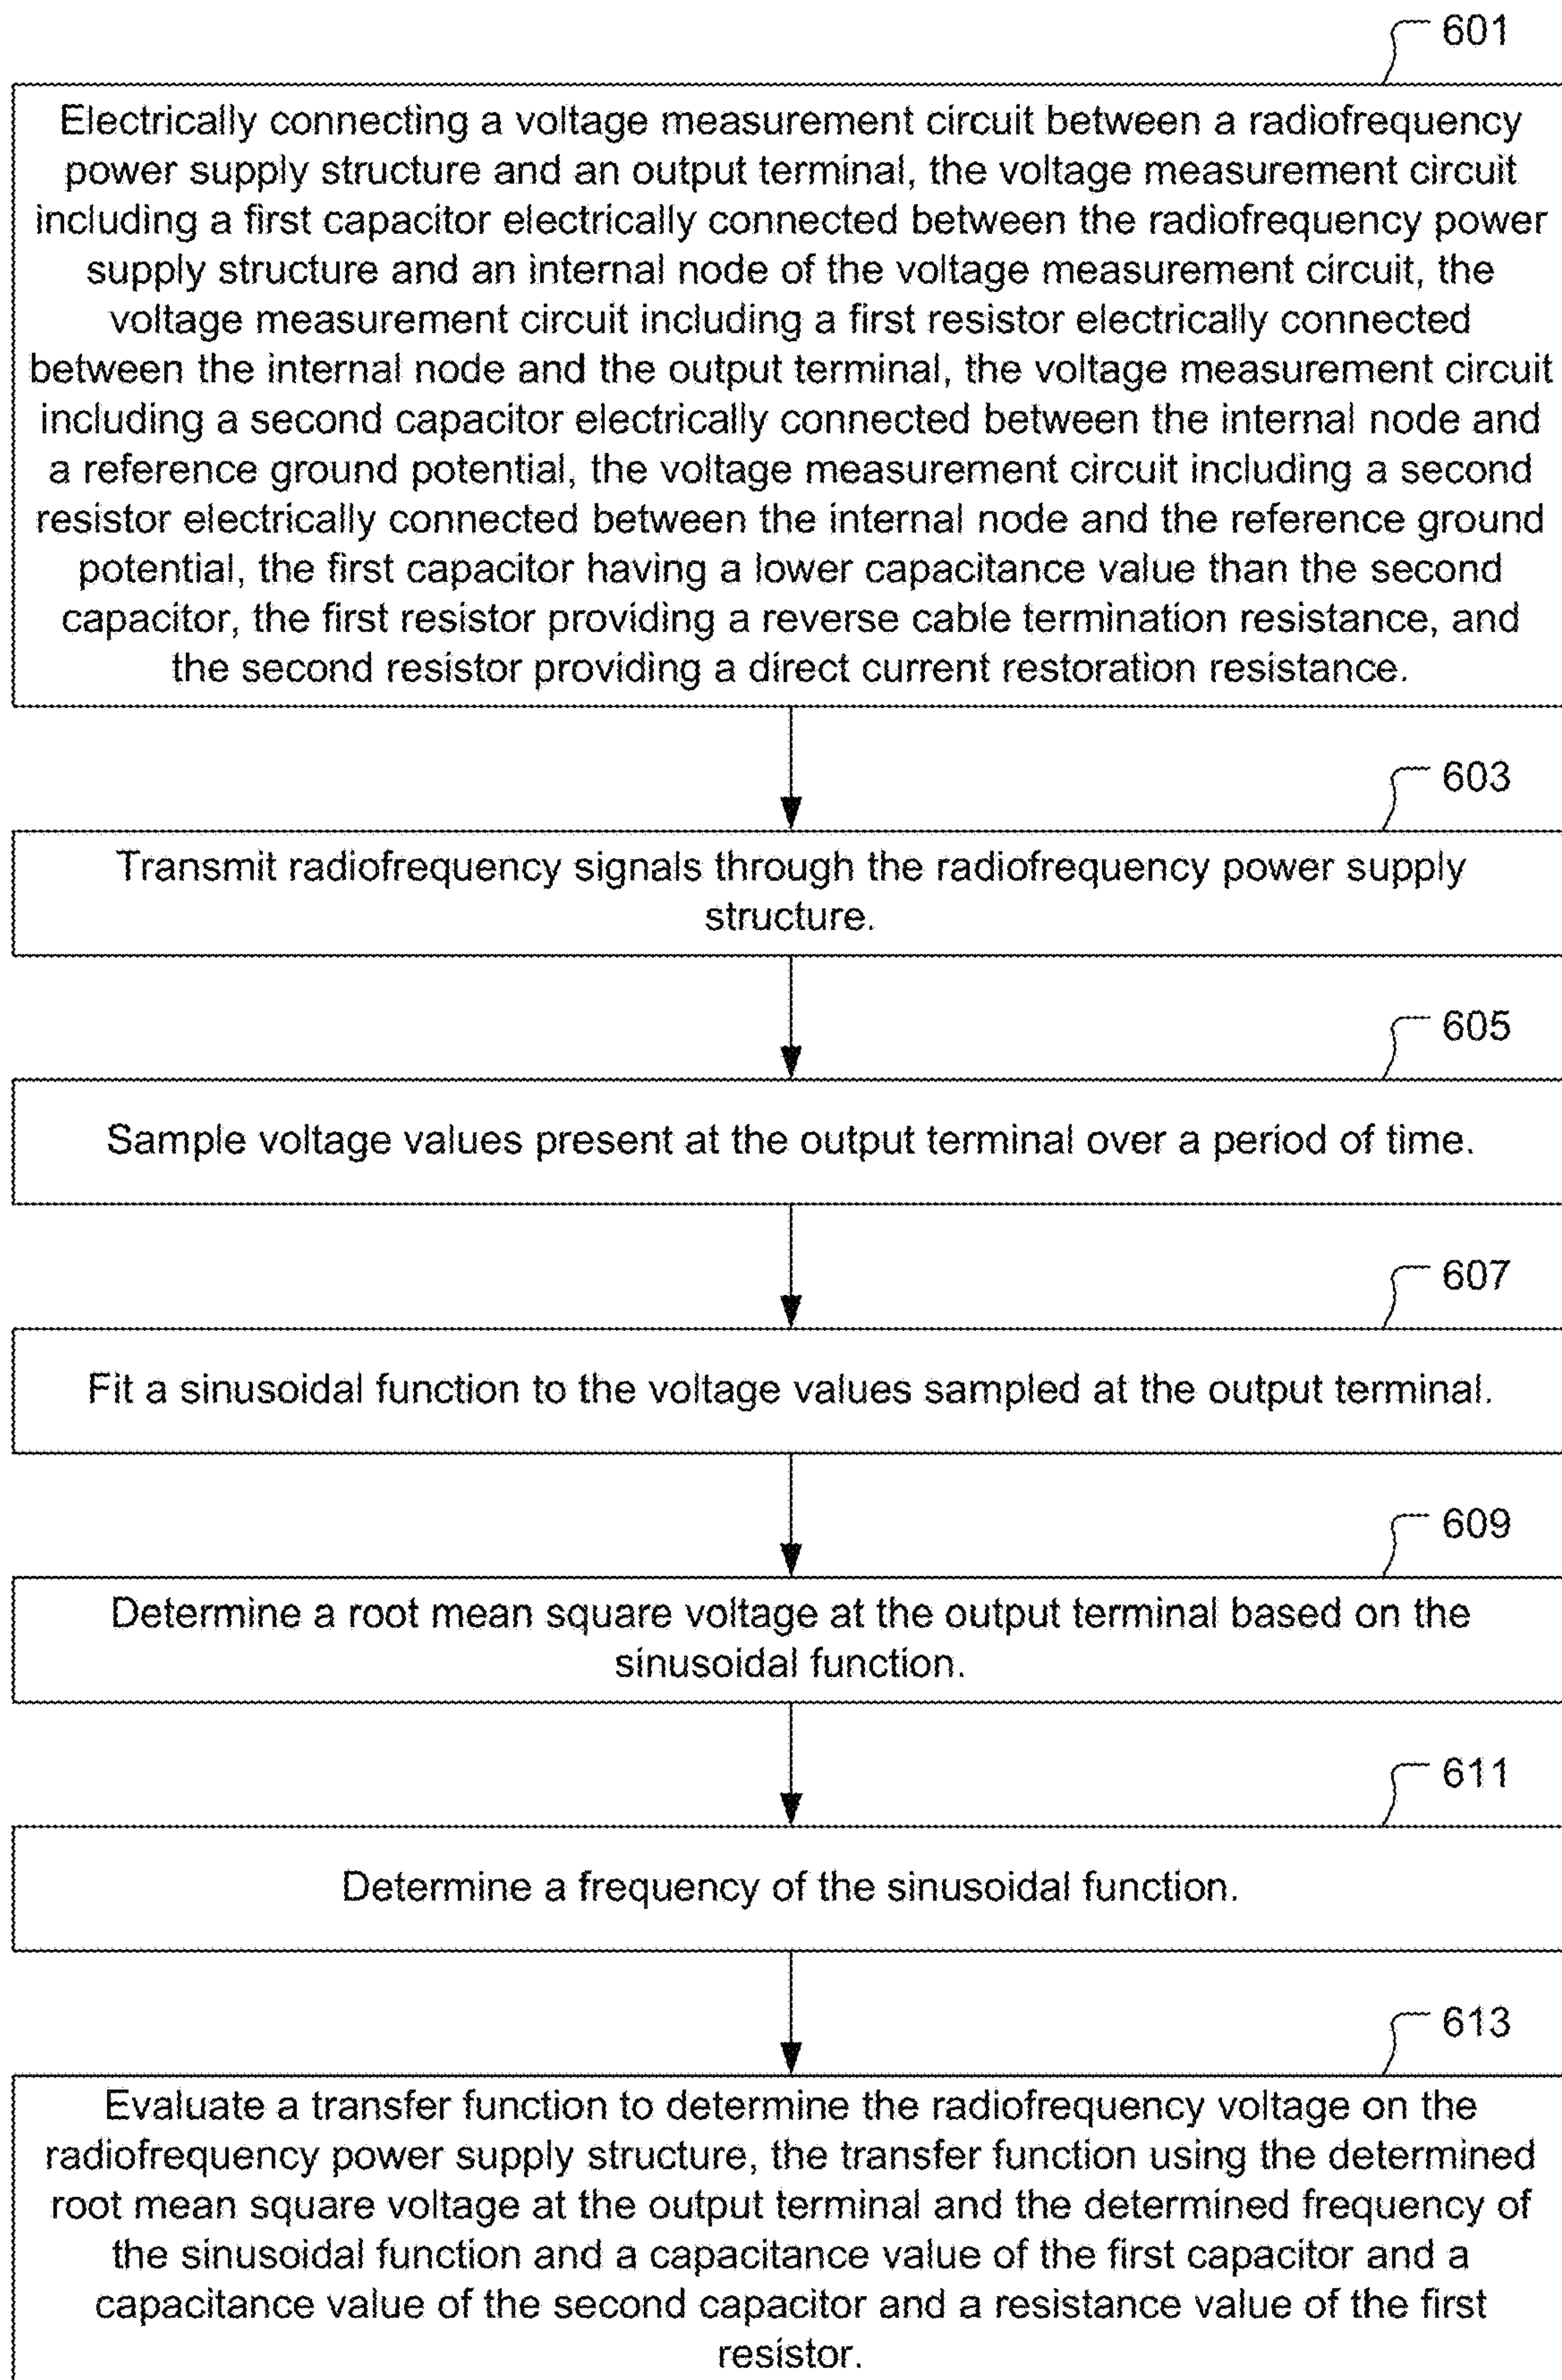 601
Electrically connecting a voltage measurement circuit between a radiofrequency
power supply structure and an output terminal, the voltage measurement circuit
including a first capacitor electrically connected between the radiofrequency power
supply structure and an internal node of the voltage measurement circuit, the
voltage measurement circuit including a first resistor electrically connected
between the internal node and the output terminal, the voltage measurement circuit
including a second capacitor electrically connected between the internal node and
a reference ground potential, the voltage measurement circuit including a second
resistor electrically connected between the internal node and the reference ground
potential, the first capacitor having a lower capacitance value than the second
capacitor, the first resistor providing a reverse cable termination resistance, and
the second resistor providing a direct current restoration resistance.
603
Transmit radiofrequency signals through the radiofrequency power supply
structure.
605
Sample voltage values present at the output terminal over a period of time.
607
Fit a sinusoidal function to the voltage values sampled at the output terminal.
609
Determine a root mean square voltage at the output terminal based on the
sinusoidal function.
611
Determine a frequency of the sinusoidal function.
613
Evaluate a transfer function to determine the radiofrequency voltage on the
radiofrequency power supply structure, the transfer function using the determined
root mean square voltage at the output terminal and the determined frequency of
the sinusoidal function and a capacitance value of the first capacitor and a
capacitance value of the second capacitor and a resistance value of the first
resistor.